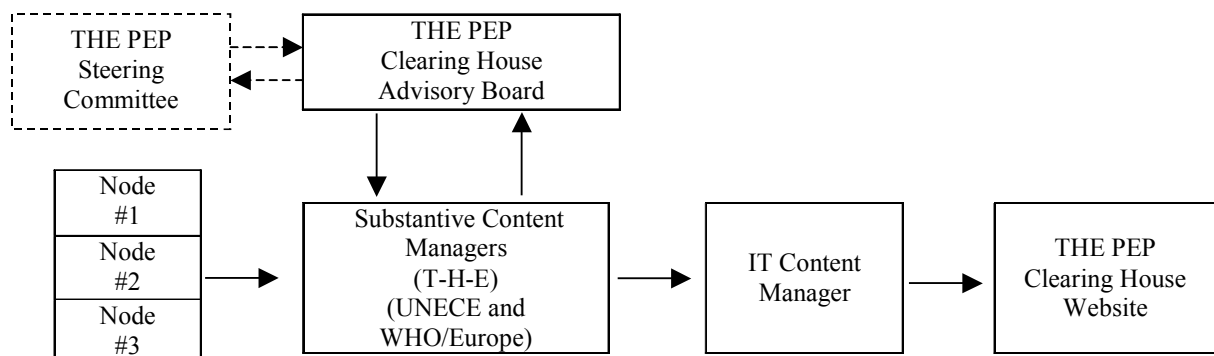 THE PEP
Steering
Committee
THE PEP
Clearing House
Advisory Board
Node
#1
Node
#2
Node
#3
Substantive Content
Managers
(T-H-E)
(UNECE and
WHO/Europe)
IT Content
Manager
THE PEP
Clearing House
Website